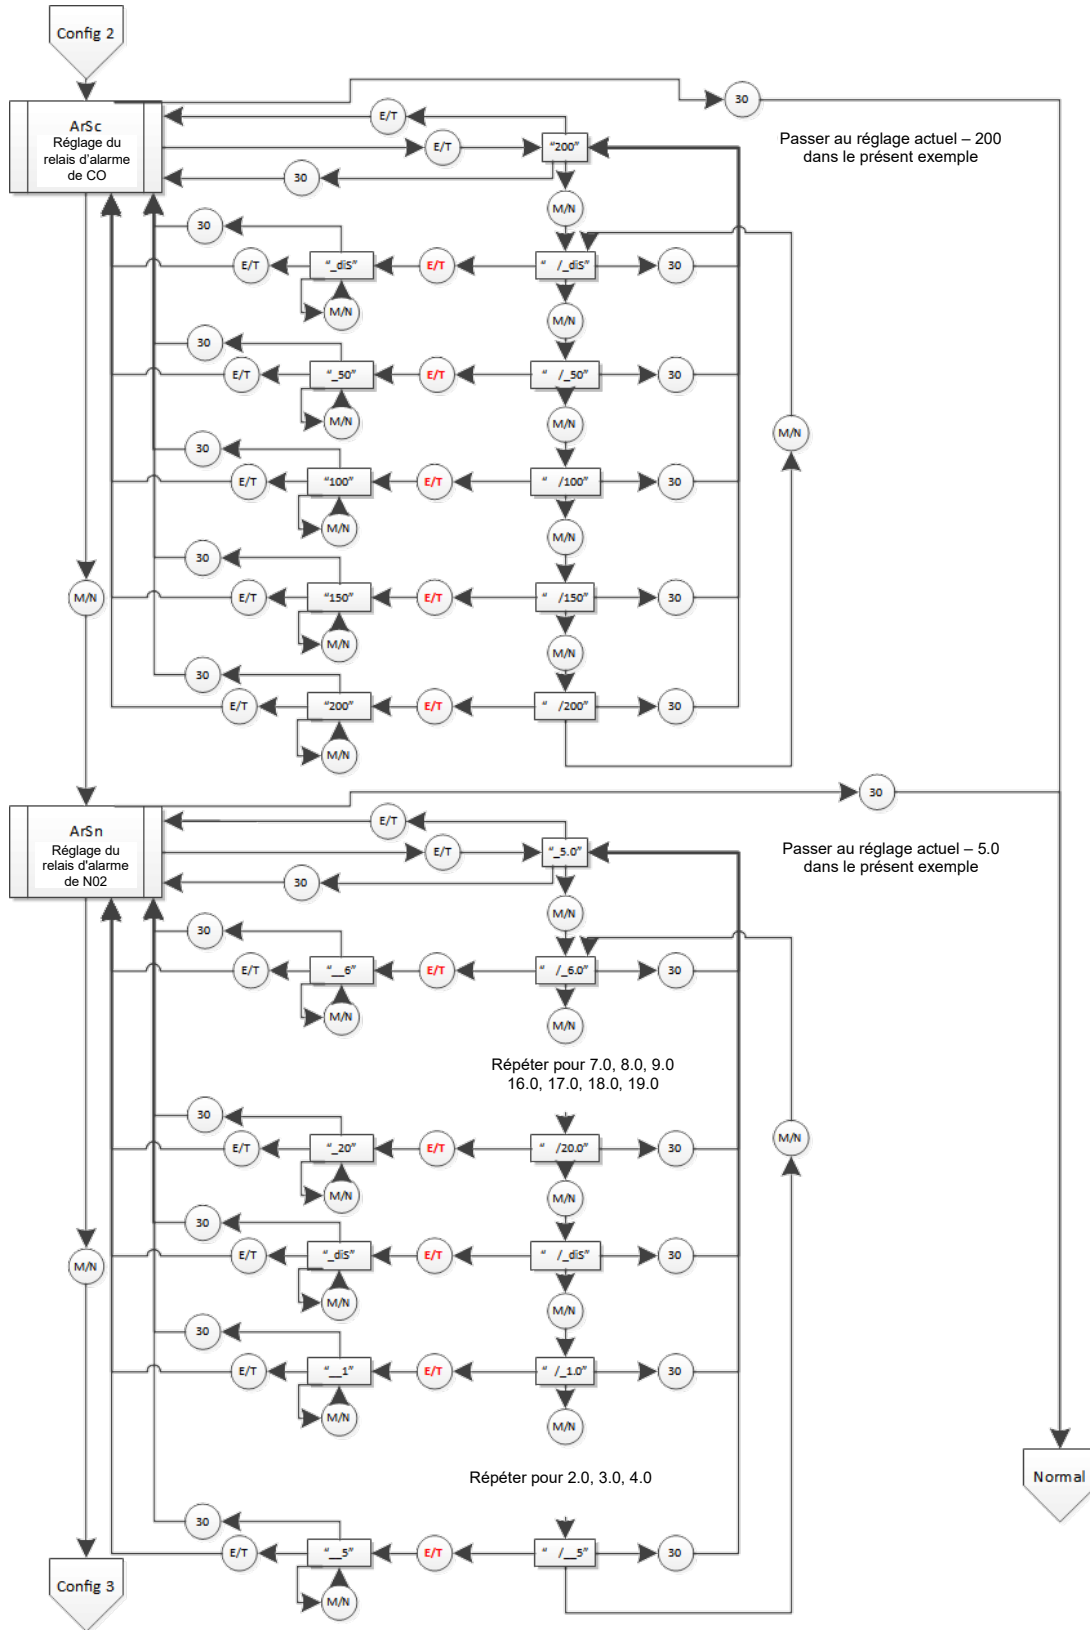 Config 2
ArSc
Réglage du
relais d'alarme
de CO
30
E/T
E/T
"200"
30
Passer au réglage actuel – 200
dans le présent exemple
M/N
30
E/T
"_diS"
E/T
" /_diS"
30
M/N
M/N
30
E/T
"_50"
E/T
" /_50"
30
M/N
M/N
M/N
30
E/T
"100"
E/T
" /100"
30
M/N
M/N
30
M/N
E/T
"150"
E/T
" /150"
30
M/N
M/N
30
E/T
"200"
E/T
" /200"
30
M/N
ArSn
Réglage du
relais d'alarme
de N02
30
E/T
E/T
"_5.0"
30
Passer au réglage actuel – 5.0
dans le présent exemple
M/N
30
E/T
"__6"
E/T
" /_6.0"
30
M/N
M/N
Répéter pour 7.0, 8.0, 9.0
16.0, 17.0, 18.0, 19.0
30
E/T
"_20"
E/T
" /20.0"
30
M/N
M/N
M/N
30
E/T
"_diS"
E/T
" /_diS"
30
M/N
M/N
M/N
30
E/T
"__1"
E/T
" /_1.0"
30
M/N
M/N
Répéter pour 2.0, 3.0, 4.0
Normal
30
E/T
"__5"
E/T
" /__5"
30
M/N
Config 3